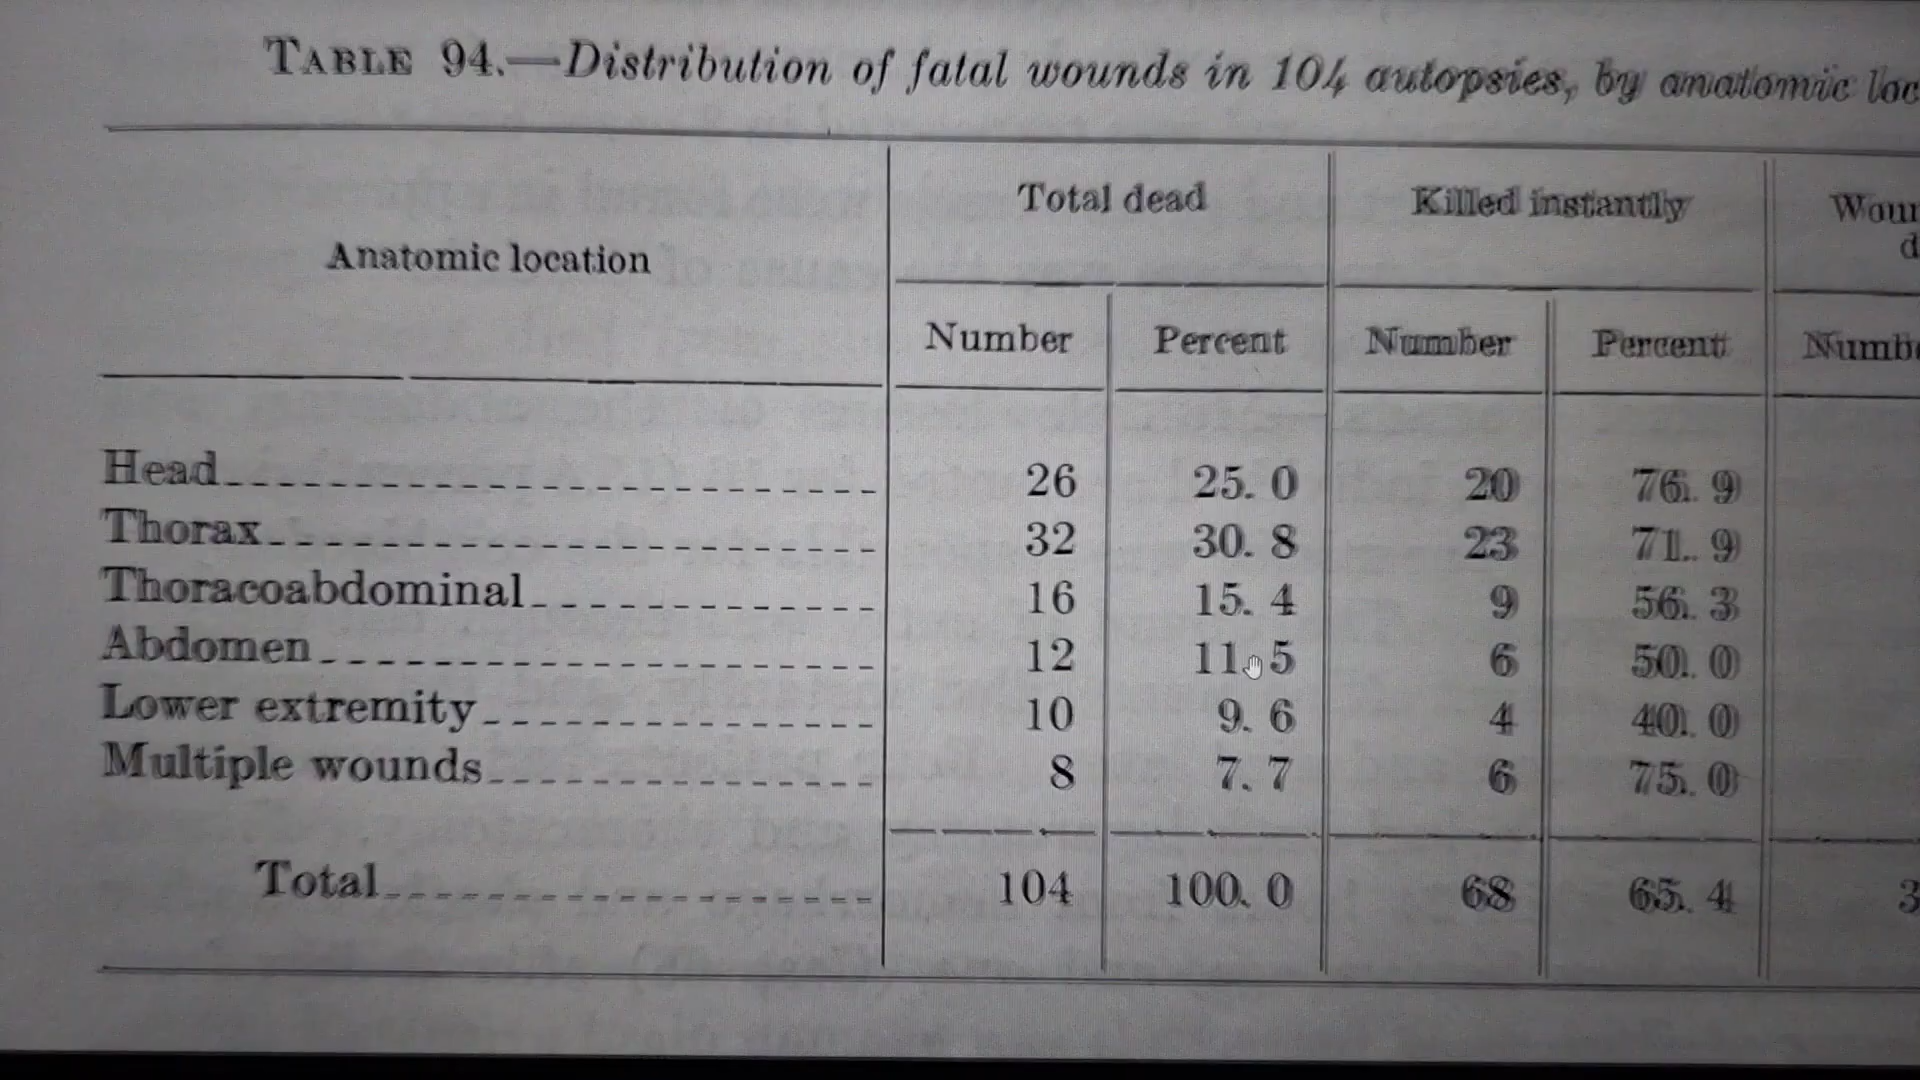 TABLE 94.—Distribution of fatal wounds in 104 autopsies, by anatomic
Anatomic location Total dead Killed instantly
Number Percent Number Percent
Head 26 25.0 20 76.9
Thorax 32 30.8 23 71.9
Thoracoabdominal 16 15.4 9 56.3
Abdomen 12 11.5 6 50.0
Lower extremity 10 9.6 4 40.0
Multiple wounds 8 7.7 6 75.0
Total 104 100.0 68 65.4